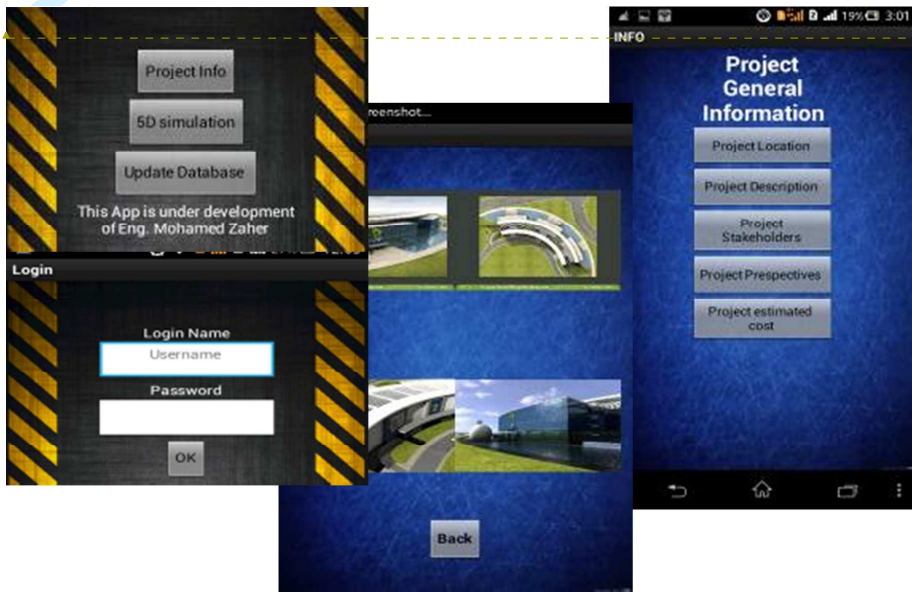 Project Info
5D simulation
Update Database
This App is under development
of Eng. Mohamed Zaher
Login
Login Name
Username
Password
OK
reenshot...
Back
19% 3:01
INFO
Project
General
Information
Project Location
Project Description
Project
Stakeholders
Project Prespectives
Project estimated
cost